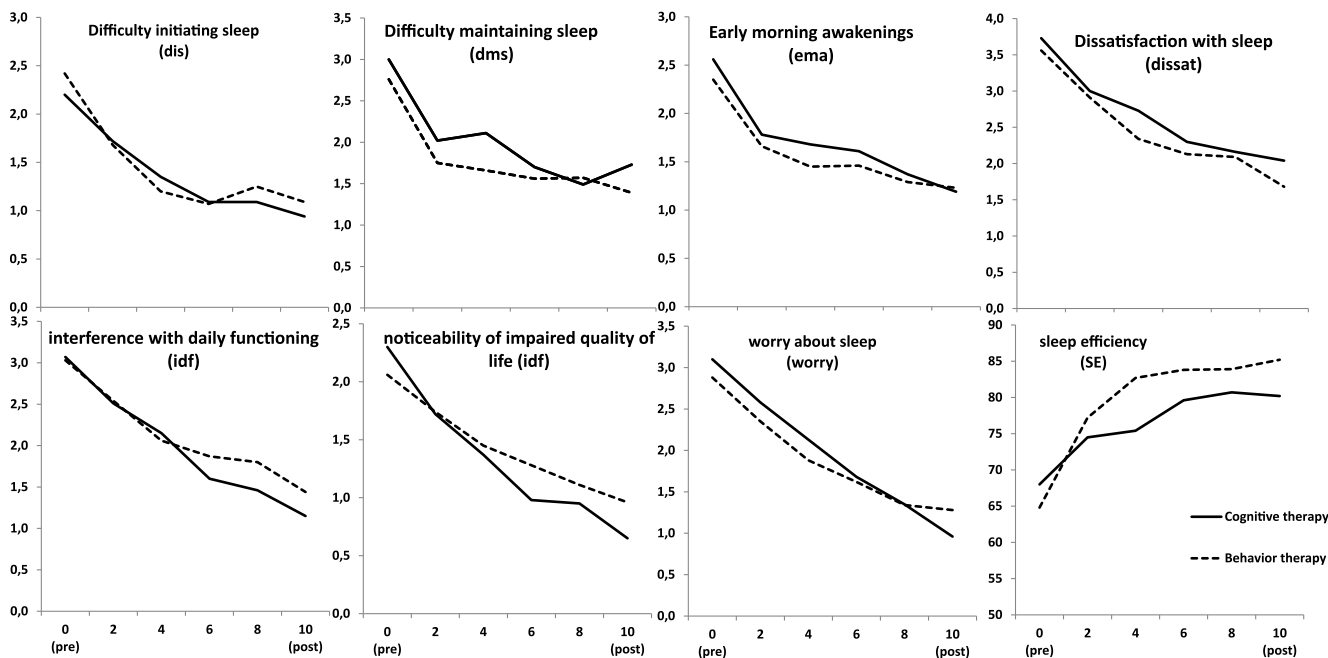 Difficulty initiating sleep
(dis)
3,0
2,5
2,0
1,5
1,0
0,5
0,0
Difficulty maintaining sleep
(dms)
3,5
3,0
2,5
2,0
1,5
1,0
0,5
0,0
Early morning awakenings
(ema)
3,0
2,5
2,0
1,5
1,0
0,5
0,0
Dissatisfaction with sleep
(dissat)
4,0
3,5
3,0
2,5
2,0
1,5
1,0
0,5
0,0
interference with daily functioning
(idf)
3,5
3,0
2,5
2,0
1,5
1,0
0,5
0,0
0 2 4 6 8 10
(pre) (post)
noticeability of impaired quality of
life (idf)
2,5
2,0
1,5
1,0
0,5
0,0
0 2 4 6 8 10
(pre) (post)
worry about sleep
(worry)
3,5
3,0
2,5
2,0
1,5
1,0
0,5
0,0
0 2 4 6 8 10
(pre) (post)
sleep efficiency
(SE)
90
85
80
75
70
65
60
55
50
0 2 4 6 8 10
(pre) (post)
Cognitive therapy
Behavior therapy